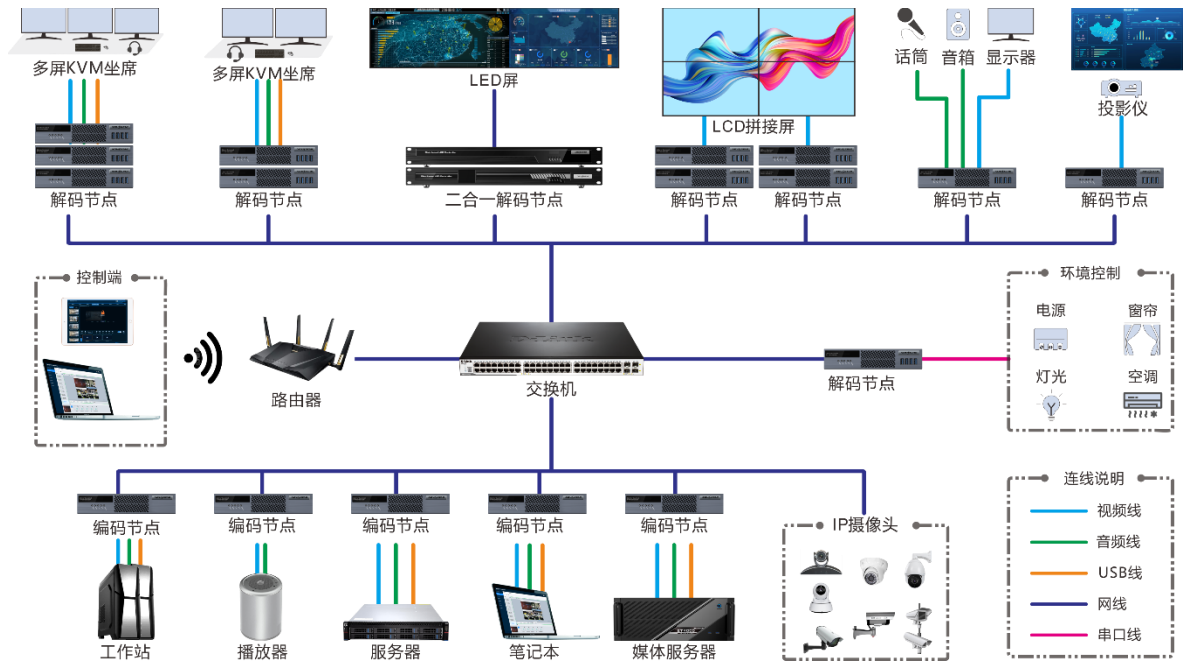 多屏KVM坐席
多屏KVM坐席
LED屏
LCD拼接屏
话筒
音箱
显示器
投影仪
解码节点
解码节点
二合一解码节点
解码节点
解码节点
解码节点
解码节点
控制端
路由器
交换机
解码节点
环境控制
电源
窗帘
灯光
空调
编码节点
编码节点
编码节点
编码节点
编码节点
IP摄像头
工作站
播放器
服务器
笔记本
媒体服务器
连线说明
视频线
音频线
USB线
网线
串口线